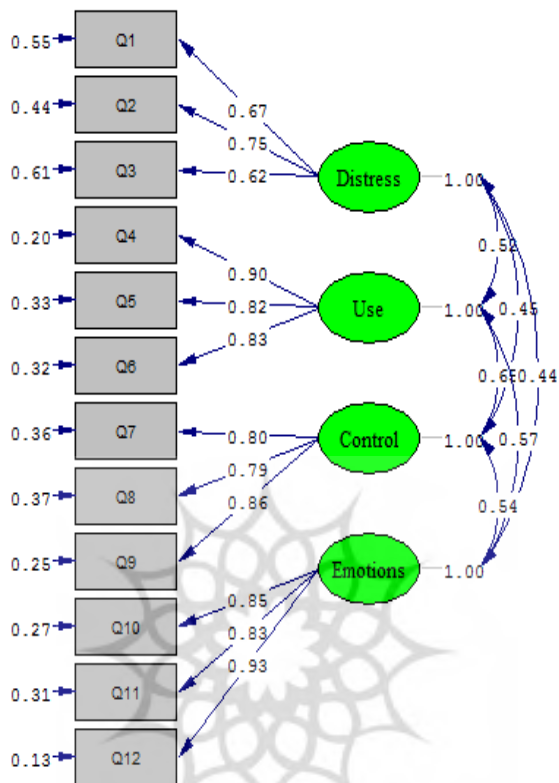 0.55 Q1
0.44 Q2
0.61 Q3
0.20 Q4
0.33 Q5
0.32 Q6
0.36 Q7
0.37 Q8
0.25 Q9
0.27 Q10
0.31 Q11
0.13 Q12
0.67
0.75
0.62
0.90
0.82
0.83
0.80
0.79
0.86
0.85
0.83
0.93
Distress 1.00
Use 1.00
Control 1.00
Emotions 1.00
0.52
0.45
0.44
0.57
0.54